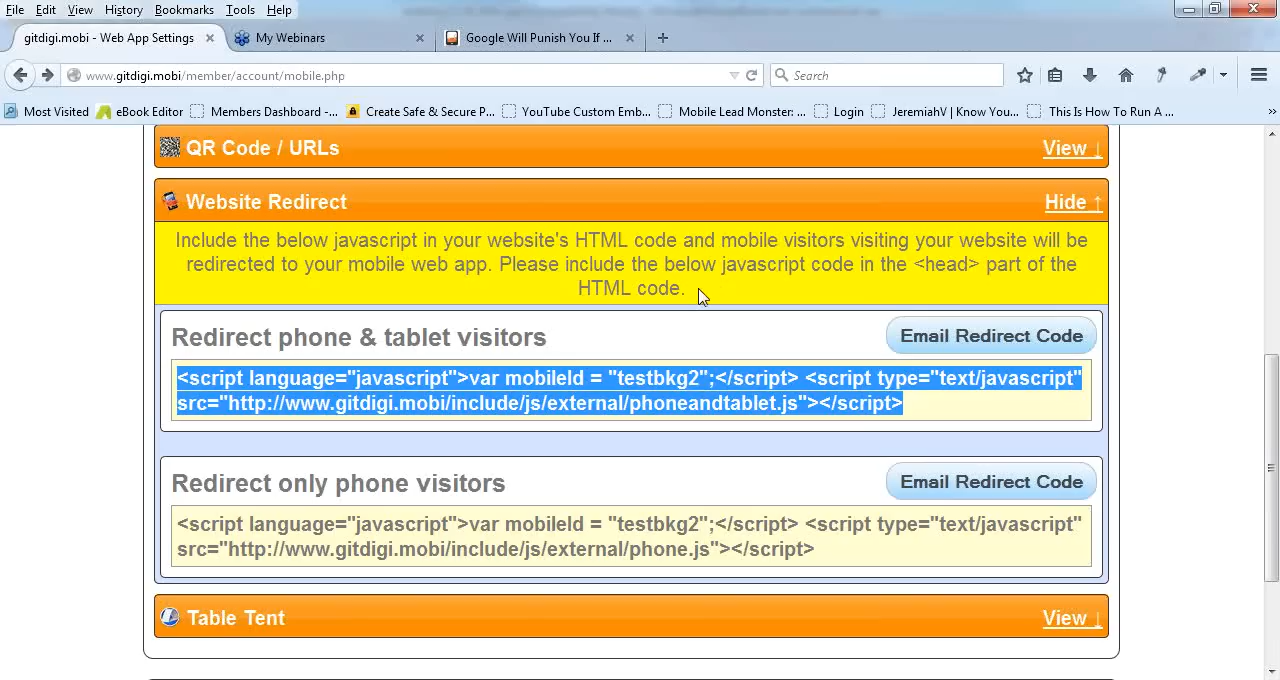 File Edit View History Bookmarks Tools Help
gitdigi.mobi - Web App Settings × My Webinars × Google Will Punish You If ... × +
www.gitdigi.mobi/member/account/mobile.php Search
Most Visited eBook Editor Members Dashboard -... Create Safe & Secure P... YouTube Custom Emb... Mobile Lead Monster: ... Login JeremiahV | Know You... This Is How To Run A ... »
QR Code / URLs View ↓
Website Redirect Hide ↑
Include the below javascript in your website's HTML code and mobile visitors visiting your website will be
redirected to your mobile web app. Please include the below javascript code in the <head> part of the
HTML code.
Redirect phone & tablet visitors Email Redirect Code
<script language="javascript">var mobileId = "testbkg2";</script> <script type="text/javascript"
src="http://www.gitdigi.mobi/include/js/external/phoneandtablet.js"></script>
Redirect only phone visitors Email Redirect Code
<script language="javascript">var mobileId = "testbkg2";</script> <script type="text/javascript"
src="http://www.gitdigi.mobi/include/js/external/phone.js"></script>
Table Tent View ↓